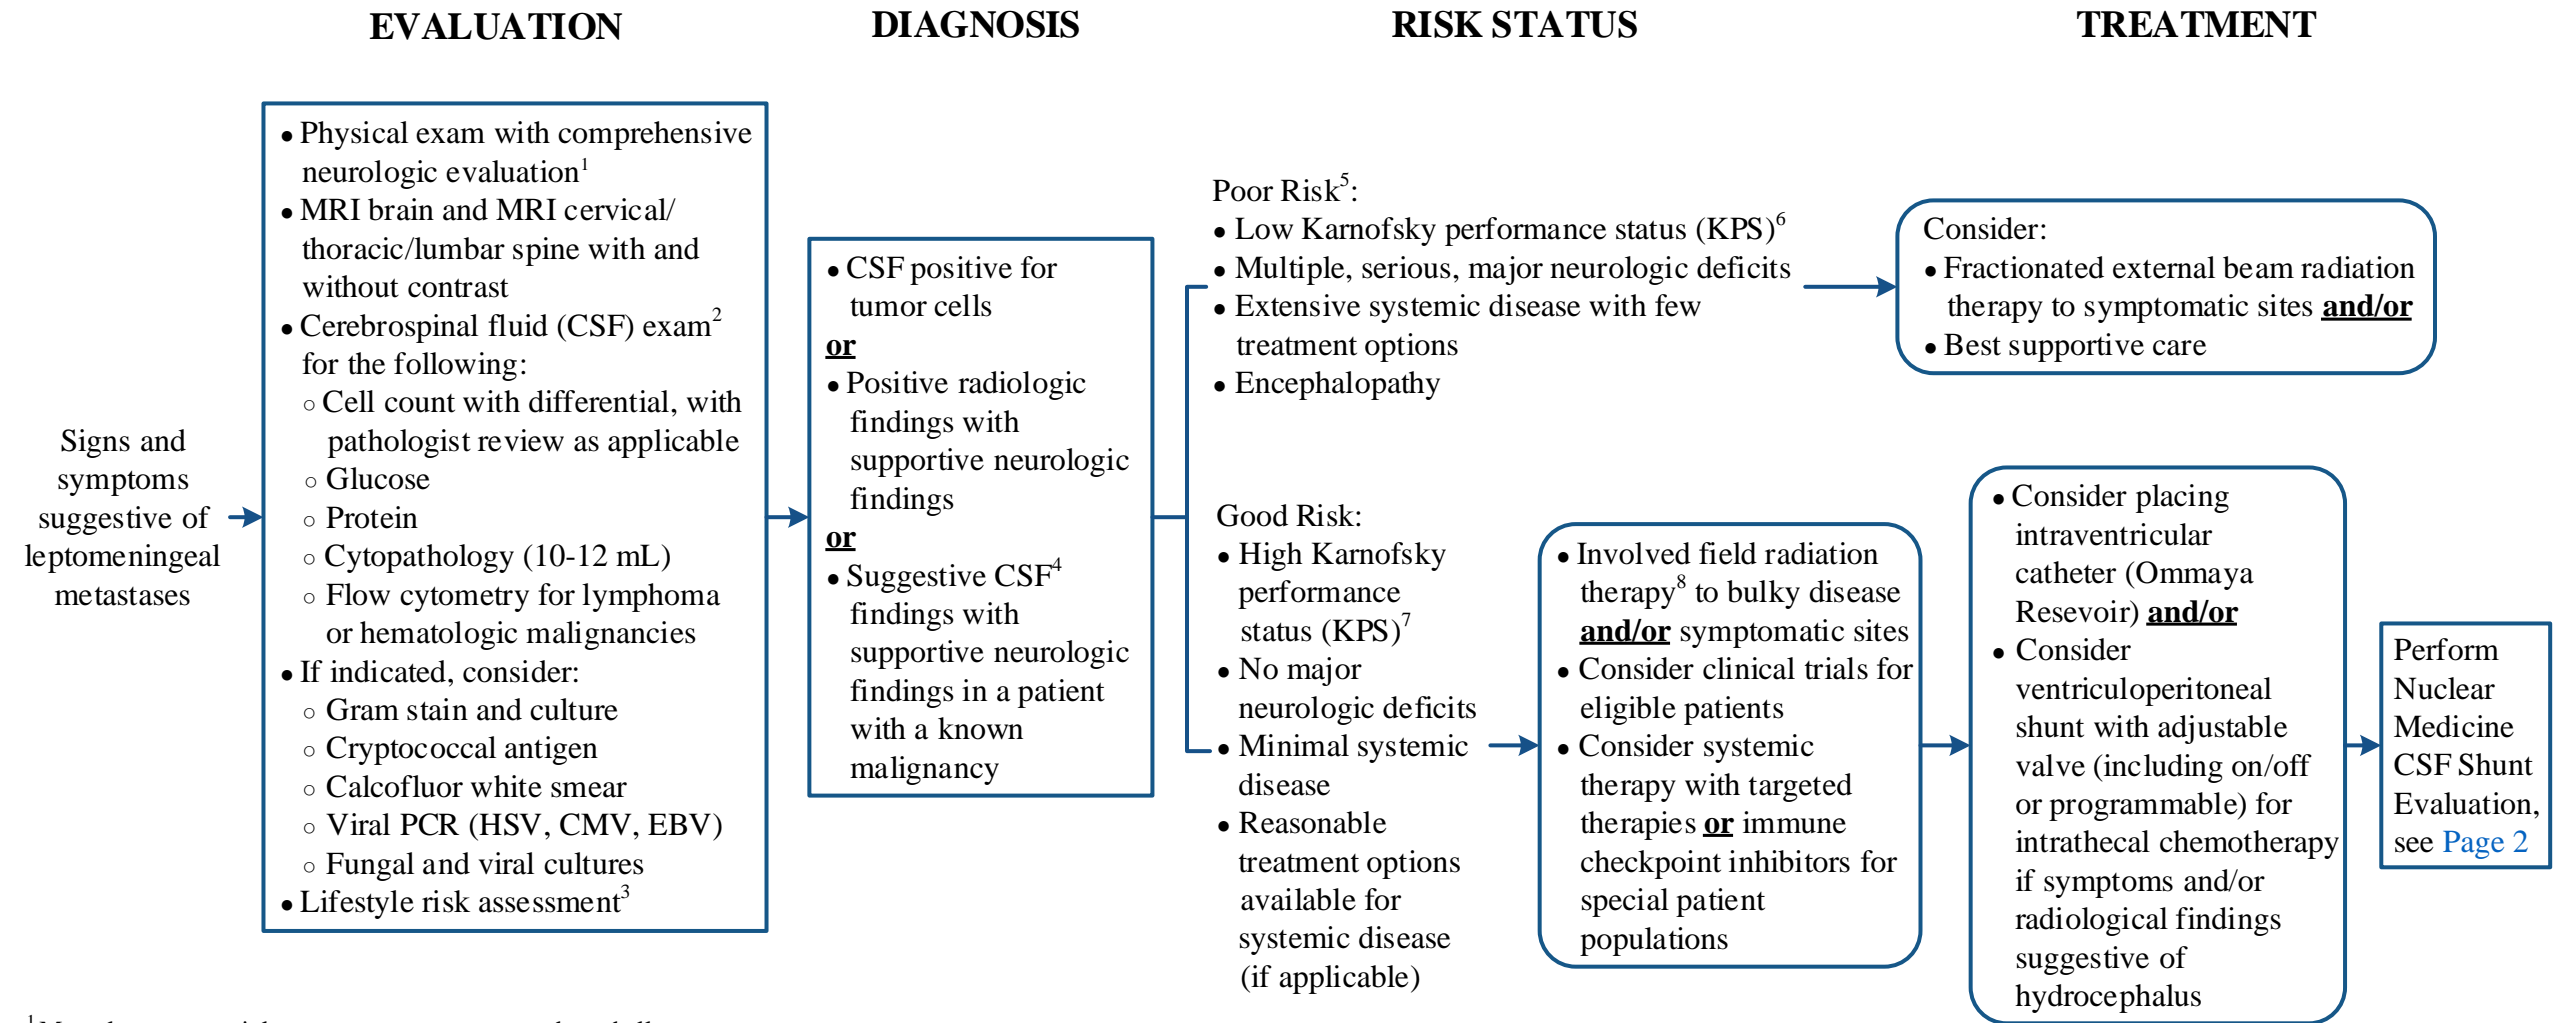 EVALUATION
DIAGNOSIS
RISK STATUS
TREATMENT
Signs and
symptoms
suggestive of
leptomeningeal
metastases
● Physical exam with comprehensive
neurologic evaluation1
● MRI brain and MRI cervical/
thoracic/lumbar spine with and
without contrast
● Cerebrospinal fluid (CSF) exam2
for the following:
○ Cell count with differential, with
pathologist review as applicable
○ Glucose
○ Protein
○ Cytopathology (10-12 mL)
○ Flow cytometry for lymphoma
or hematologic malignancies
● If indicated, consider:
○ Gram stain and culture
○ Cryptococcal antigen
○ Calcofluor white smear
○ Viral PCR (HSV, CMV, EBV)
○ Fungal and viral cultures
● Lifestyle risk assessment3
● CSF positive for
tumor cells
or
● Positive radiologic
findings with
supportive neurologic
findings
or
● Suggestive CSF4
findings with
supportive neurologic
findings in a patient
with a known
malignancy
Poor Risk5:
● Low Karnofsky performance status (KPS)6
● Multiple, serious, major neurologic deficits
● Extensive systemic disease with few
treatment options
● Encephalopathy
Consider:
● Fractionated external beam radiation
therapy to symptomatic sites and/or
● Best supportive care
Good Risk:
● High Karnofsky
performance
status (KPS)7
● No major
neurologic deficits
● Minimal systemic
disease
● Reasonable
treatment options
available for
systemic disease
(if applicable)
● Involved field radiation
therapy8 to bulky disease
and/or symptomatic sites
● Consider clinical trials for
eligible patients
● Consider systemic
therapy with targeted
therapies or immune
checkpoint inhibitors for
special patient
populations
● Consider placing
intraventricular
catheter (Ommaya
Resevoir) and/or
● Consider
ventriculoperitoneal
shunt with adjustable
valve (including on/off
or programmable) for
intrathecal chemotherapy
if symptoms and/or
radiological findings
suggestive of
hydrocephalus
Perform
Nuclear
Medicine
CSF Shunt
Evaluation,
see Page 2